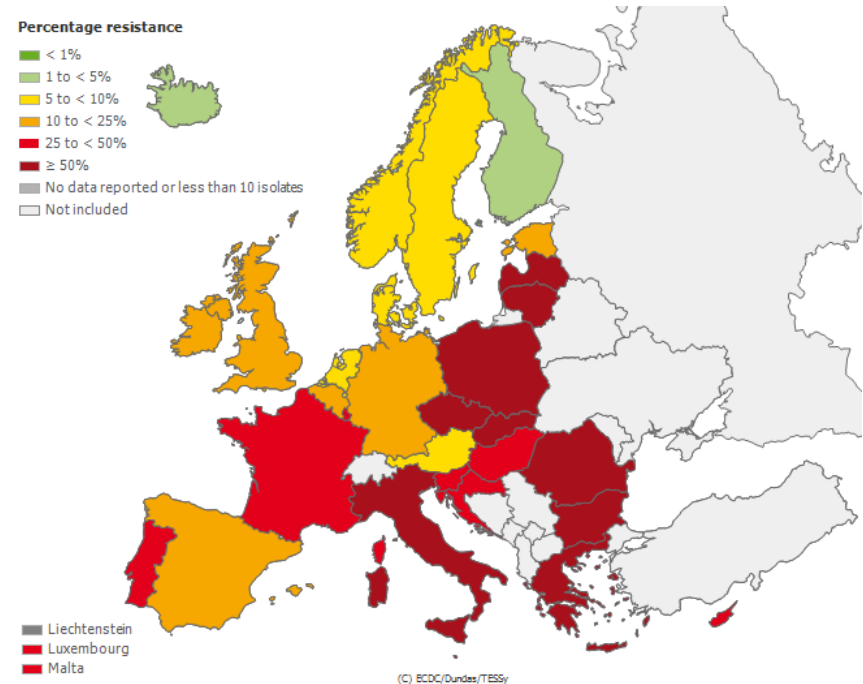 Percentage resistance
< 1%
1 to < 5%
5 to < 10%
10 to < 25%
25 to < 50%
≥ 50%
No data reported or less than 10 isolates
Not included
Liechtenstein
Luxembourg
Malta
(C) ECDC/Dundas/TESSy